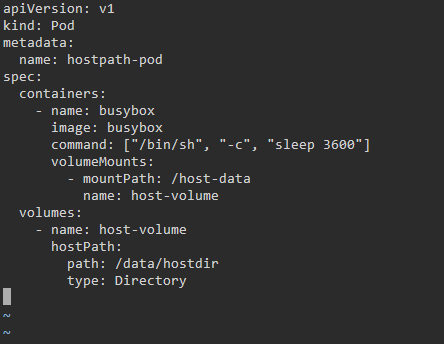 apiVersion: v1
kind: Pod
metadata:
  name: hostpath-pod
spec:
  containers:
    - name: busybox
      image: busybox
      command: ["/bin/sh", "-c", "sleep 3600"]
      volumeMounts:
        - mountPath: /host-data
          name: host-volume
  volumes:
    - name: host-volume
      hostPath:
        path: /data/hostdir
        type: Directory
~
~